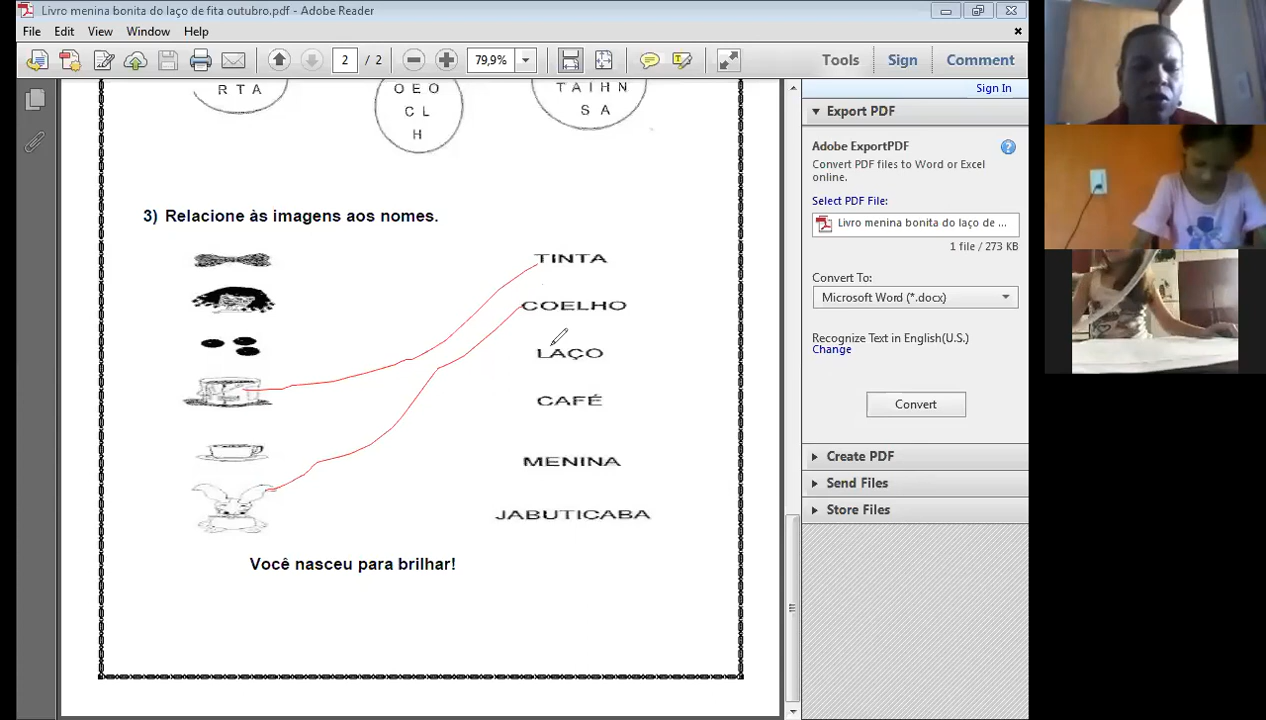 Livro menina bonita do laço de fita outubro.pdf - Adobe Reader
File Edit View Window Help
2 / 2 79,9% Tools Sign Comment
Sign In
Export PDF
Adobe ExportPDF
Convert PDF files to Word or Excel
online.
Select PDF File:
Livro menina bonita do laço de ...
1 file / 273 KB
Convert To:
Microsoft Word (*.docx)
Recognize Text in English(U.S.)
Change
Convert
Create PDF
Send Files
Store Files
R T A
O E O
C L
H
T A I H N
S A
3) Relacione às imagens aos nomes.
TINTA
COELHO
LAÇO
CAFÉ
MENINA
JABUTICABA
Você nasceu para brilhar!